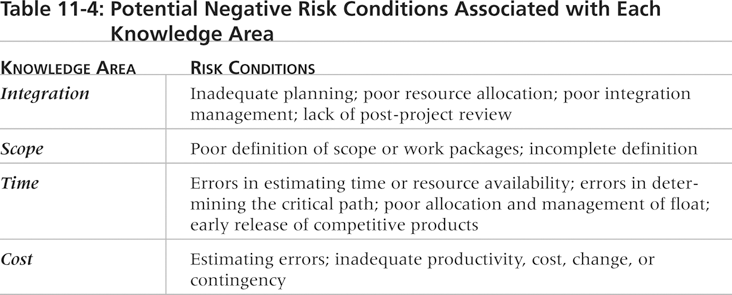 Table 11-4: Potential Negative Risk Conditions Associated with Each
Knowledge Area
KNOWLEDGE AREA RISK CONDITIONS
Integration Inadequate planning; poor resource allocation; poor integration
management; lack of post-project review
Scope Poor definition of scope or work packages; incomplete definition
Time Errors in estimating time or resource availability; errors in deter-
mining the critical path; poor allocation and management of float;
early release of competitive products
Cost Estimating errors; inadequate productivity, cost, change, or
contingency